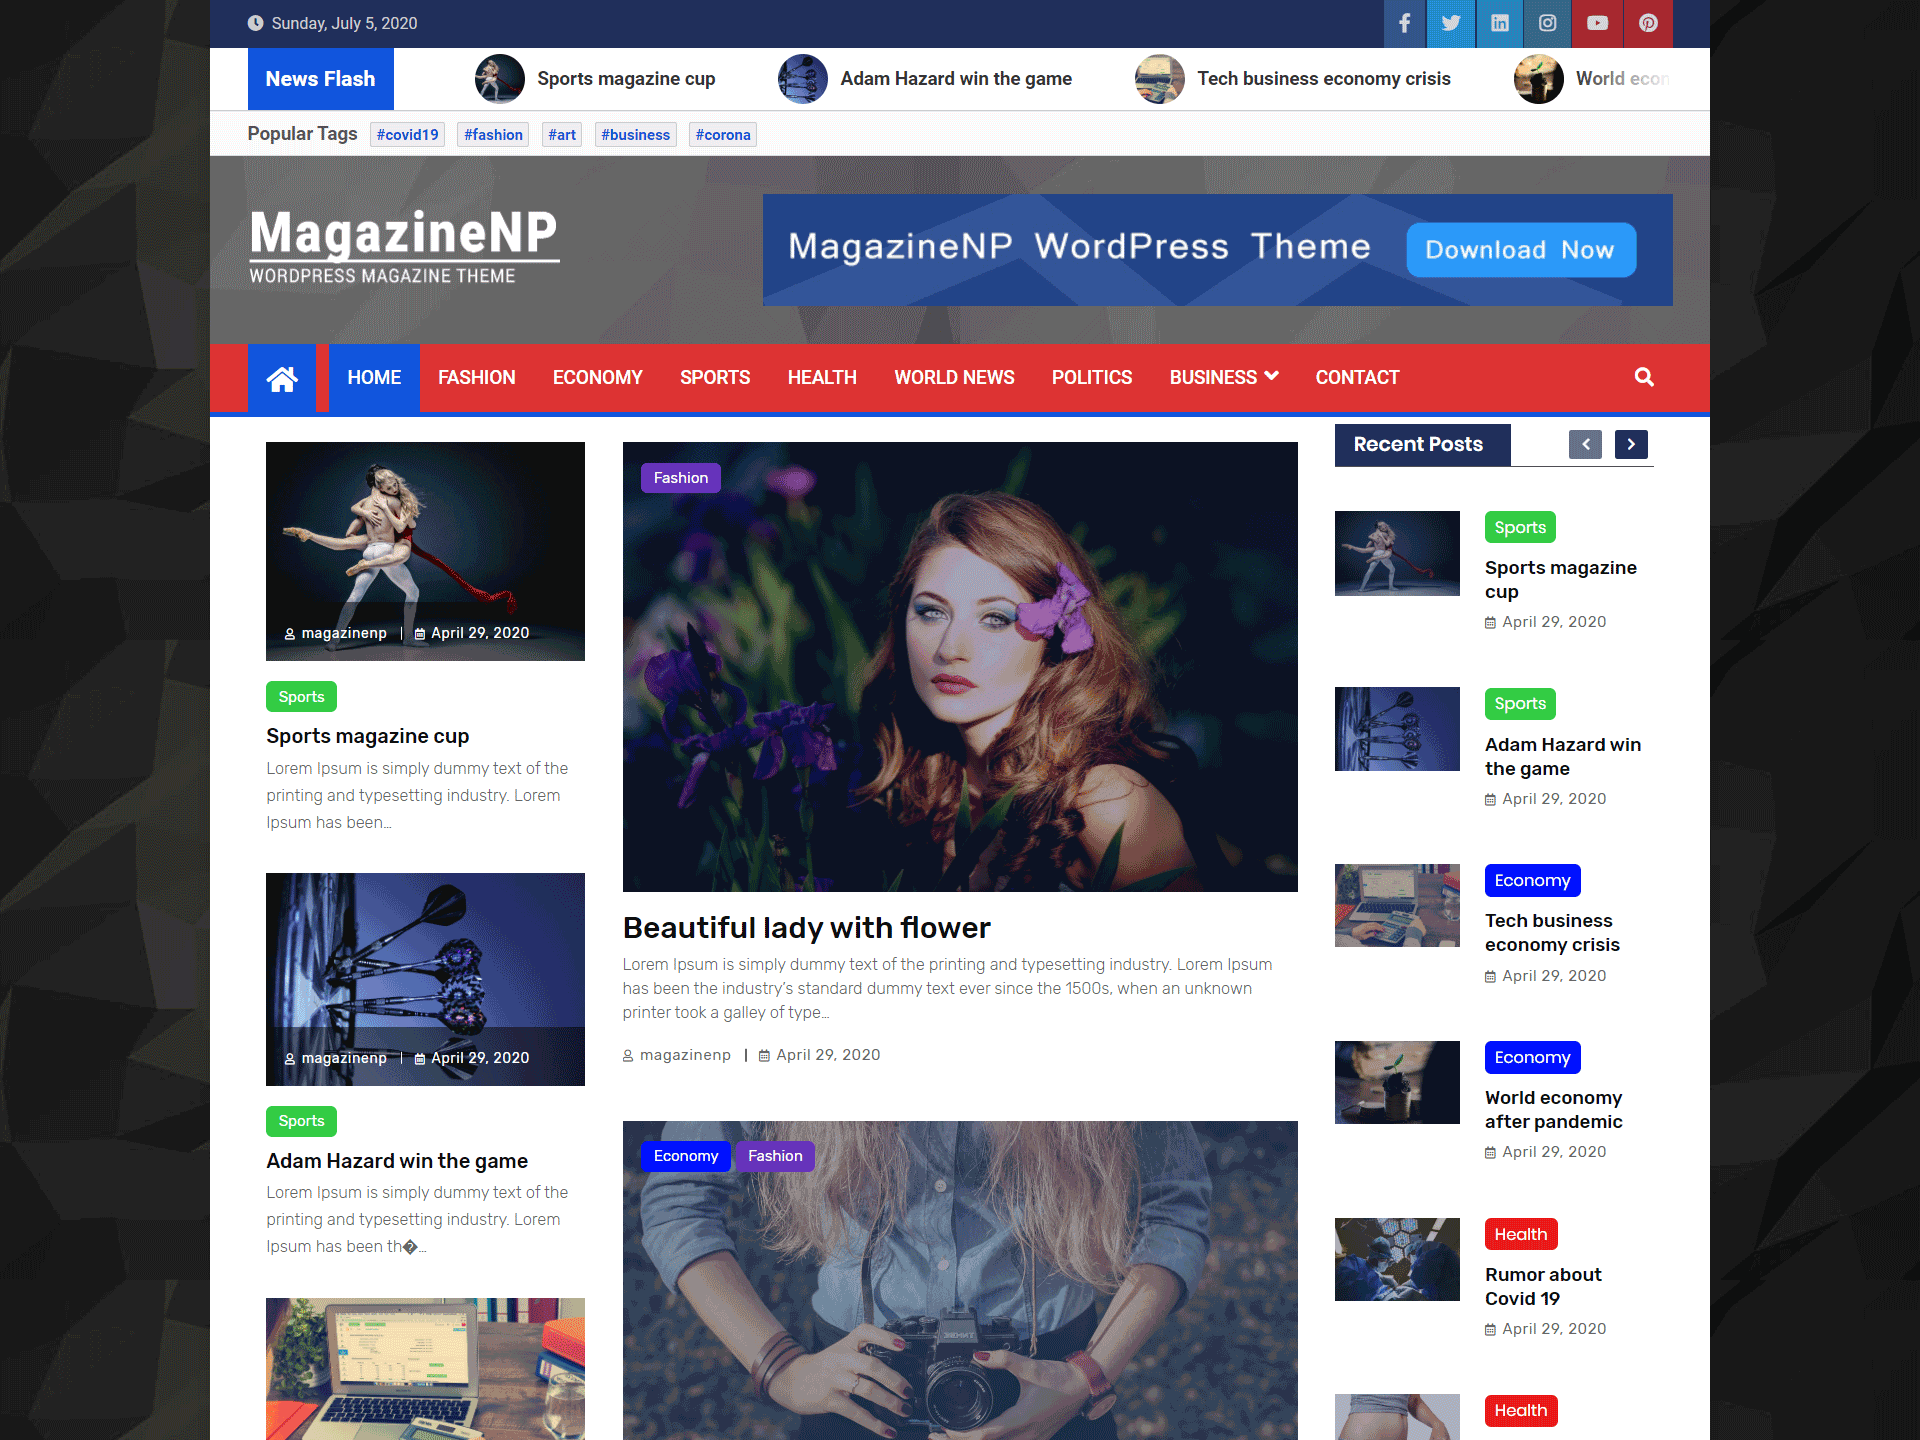 Sunday, July 5, 2020
News Flash
Sports magazine cup
Adam Hazard win the game
Tech business economy crisis
World econ
Popular Tags
#covid19
#fashion
#art
#business
#corona
MagazineNP
WORDPRESS MAGAZINE THEME
MagazineNP WordPress Theme
Download Now
HOME
FASHION
ECONOMY
SPORTS
HEALTH
WORLD NEWS
POLITICS
BUSINESS
CONTACT
magazinenp | April 29, 2020
Sports
Sports magazine cup
Lorem Ipsum is simply dummy text of the
printing and typesetting industry. Lorem
Ipsum has been…
magazinenp | April 29, 2020
Sports
Adam Hazard win the game
Lorem Ipsum is simply dummy text of the
printing and typesetting industry. Lorem
Ipsum has been th�…
Fashion
Beautiful lady with flower
Lorem Ipsum is simply dummy text of the printing and typesetting industry. Lorem Ipsum
has been the industry's standard dummy text ever since the 1500s, when an unknown
printer took a galley of type…
magazinenp | April 29, 2020
Economy
Fashion
Recent Posts
Sports
Sports magazine
cup
April 29, 2020
Sports
Adam Hazard win
the game
April 29, 2020
Economy
Tech business
economy crisis
April 29, 2020
Economy
World economy
after pandemic
April 29, 2020
Health
Rumor about
Covid 19
April 29, 2020
Health